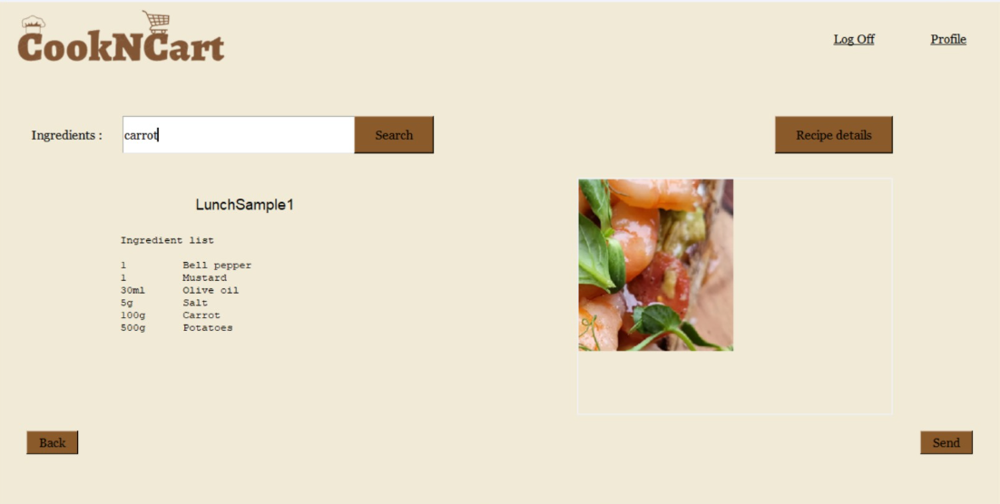 CookNCart
Log Off Profile
Ingredients : carrot Search Recipe details
LunchSample1
Ingredient list
1 Bell pepper
1 Mustard
30ml Olive oil
5g Salt
100g Carrot
500g Potatoes
Back Send